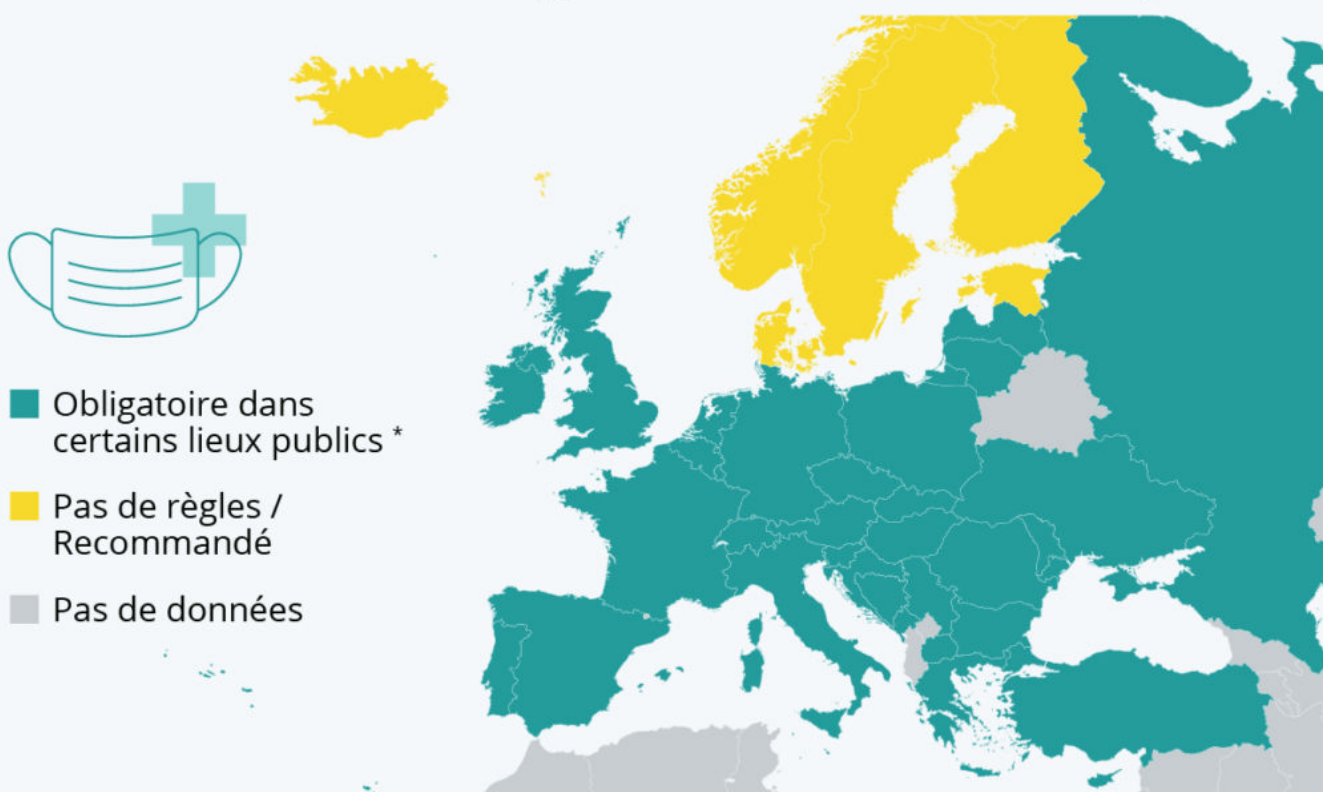 Obligatoire dans
certains lieux publics *
Pas de règles /
Recommandé
Pas de données